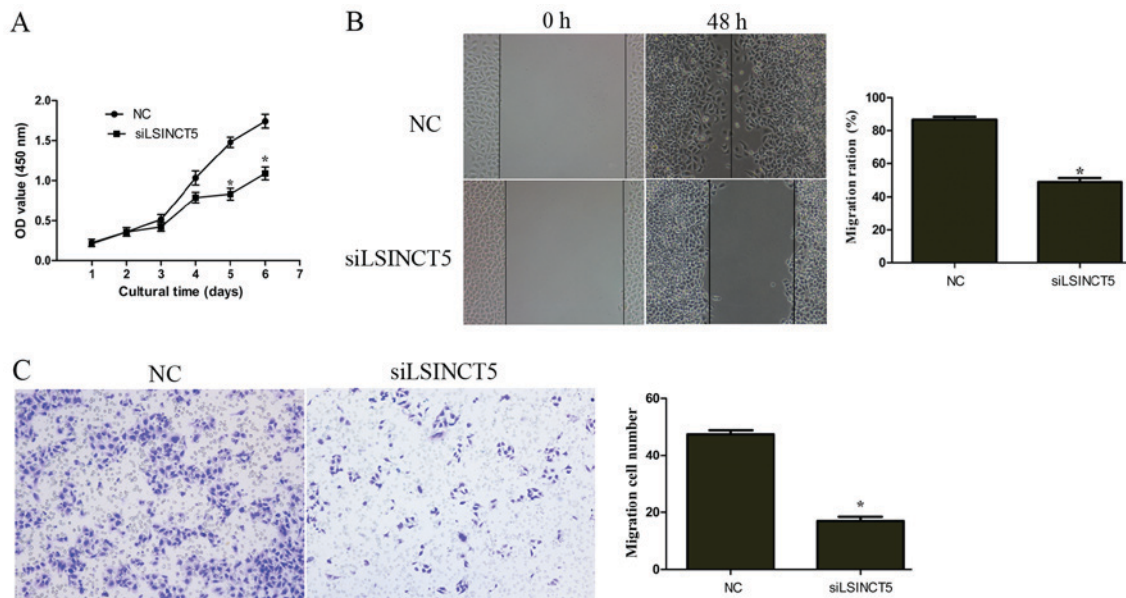 A
2.0
1.5
1.0
0.5
0.0
OD value (450 nm)
NC
siLSINCT5
*
*
1 2 3 4 5 6 7
Cultural time (days)
B
0 h 48 h
NC
siLSINCT5
100
80
60
40
20
0
Migration ration (%)
*
NC siLSINCT5
C
NC siLSINCT5
60
40
20
0
Migration cell number
*
NC siLSINCT5